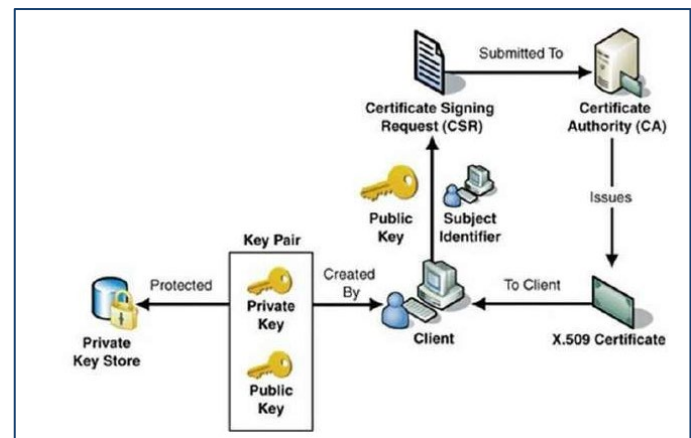 Submitted To
Certificate Signing
Request (CSR)
Certificate
Authority (CA)
Issues
Public
Key
Subject
Identifier
Key Pair
Protected
Created
By
To Client
Private
Key
Private
Key Store
Client
X.509 Certificate
Public
Key